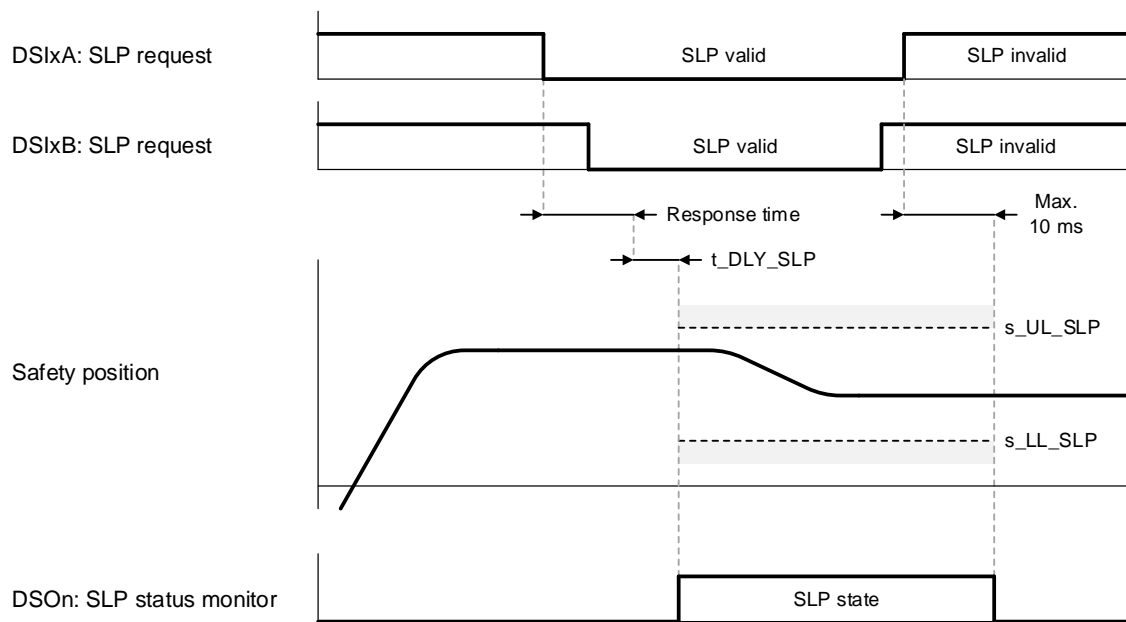 DSIxA: SLP request
SLP valid
SLP invalid
DSIxB: SLP request
SLP valid
SLP invalid
Response time
Max.
10 ms
t_DLY_SLP
s_UL_SLP
Safety position
s_LL_SLP
DSOn: SLP status monitor
SLP state